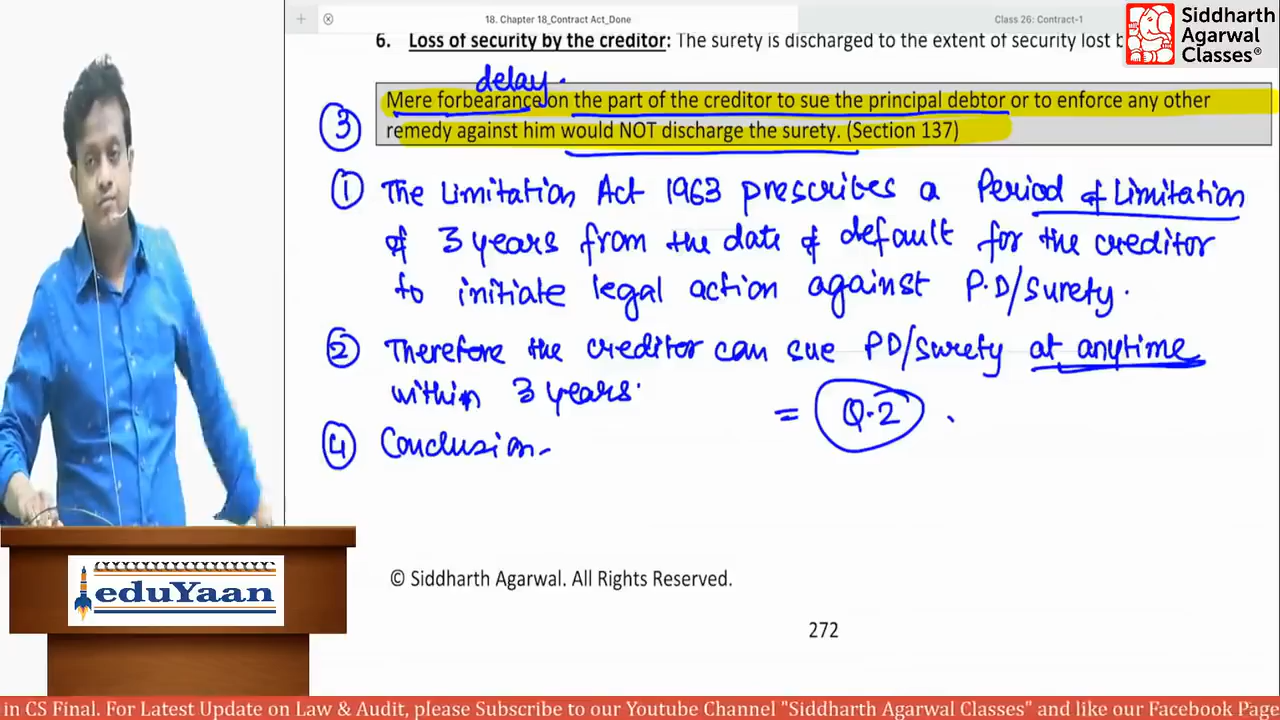 18. Chapter 18_Contract Act_Done
Class 26: Contract-1
Siddharth
Agarwal
Classes®
6. Loss of security by the creditor: The surety is discharged to the extent of security lost
delay.
Mere forbearance on the part of the creditor to sue the principal debtor or to enforce any other
③ remedy against him would NOT discharge the surety. (Section 137)
① The Limitation Act 1963 prescribes a Period of Limitation
of 3 years from the date of default for the creditor
to initiate legal action against P.D/surety.
② Therefore the creditor can sue PD/surety at anytime
within 3 years.
= Q.2
④ Conclusion-
eduYaan
© Siddharth Agarwal. All Rights Reserved.
272
in CS Final. For Latest Update on Law & Audit, please Subscribe to our Youtube Channel "Siddharth Agarwal Classes" and like our Facebook Page